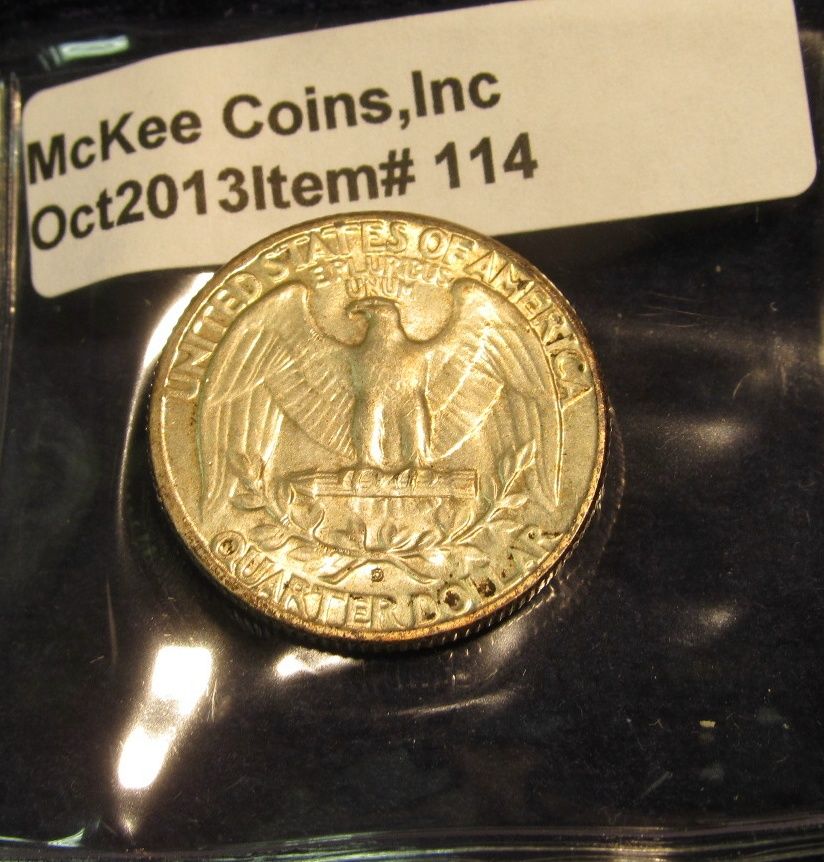 McKee Coins,Inc
Oct2013Item# 114
UNITED STATES OF AMERICA
E PLURIBUS
UNUM
D
QUARTER DOLLAR